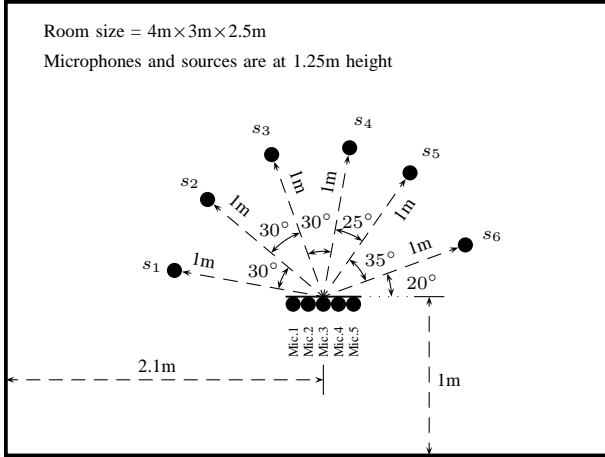 Room size = 4m×3m×2.5m
Microphones and sources are at 1.25m height
s4
s3
s5
s2
s6
s1
1m
1m
1m
1m
1m
1m
30°
30°
25°
30°
35°
20°
Mic.1
Mic.2
Mic.3
Mic.4
Mic.5
2.1m
1m